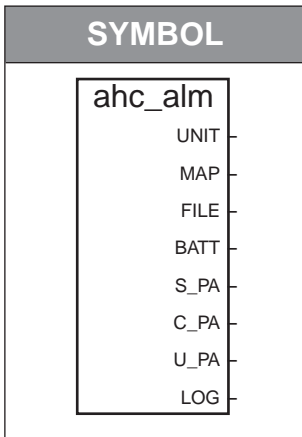 SYMBOL
ahc_alm
UNIT
MAP
FILE
BATT
S_PA
C_PA
U_PA
LOG